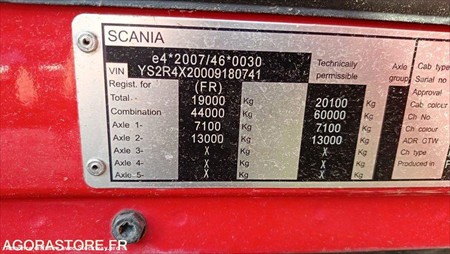 SCANIA
e4*2007/46*0030
VIN YS2R4X20009180741
Regist. for (FR) Technically permissible Axle group
Total- 19000 Kg 20100 Kg
Combination 44000 Kg 60000 Kg
Axle 1- 7100 Kg 7100 Kg
Axle 2- 13000 Kg 13000 Kg
Axle 3- X Kg X Kg
Axle 4- X Kg X Kg
Axle 5- X Kg X Kg
Cab type
Serial no
Approval
Cab colour
Ch No
Ch colour
ADR GTW
Ch type
Produced in
AGORASTORE.FR